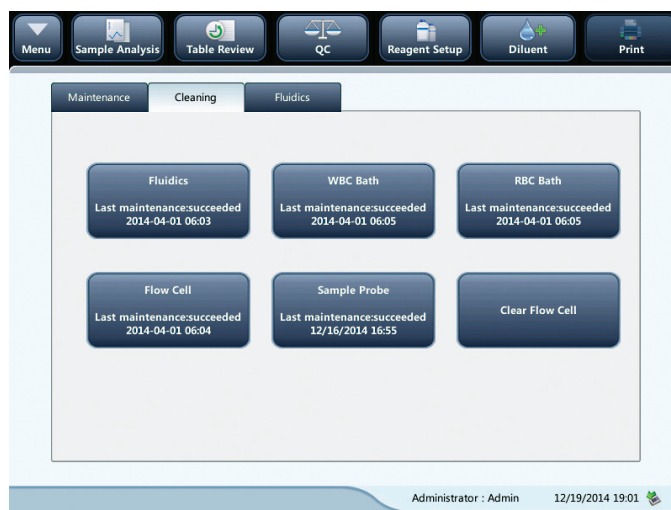 Menu
Sample Analysis
Table Review
QC
Reagent Setup
Diluent
Print
Maintenance
Cleaning
Fluidics
Fluidics
Last maintenance:succeeded
2014-04-01 06:03
WBC Bath
Last maintenance:succeeded
2014-04-01 06:05
RBC Bath
Last maintenance:succeeded
2014-04-01 06:05
Flow Cell
Last maintenance:succeeded
2014-04-01 06:04
Sample Probe
Last maintenance:succeeded
12/16/2014 16:55
Clear Flow Cell
Administrator : Admin
12/19/2014 19:01